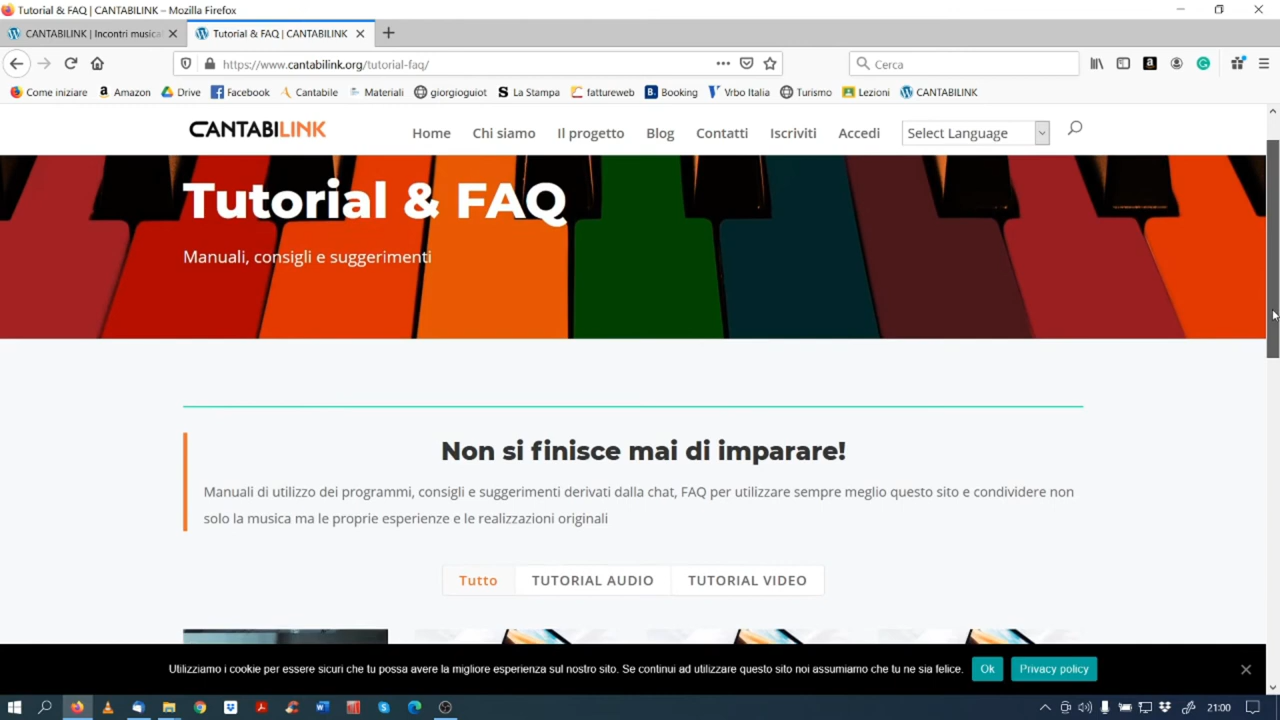 Tutorial & FAQ | CANTABILINK – Mozilla Firefox
CANTABILINK | Incontri musical
Tutorial & FAQ | CANTABILINK
https://www.cantabilink.org/tutorial-faq/
Cerca
Come iniziare
Amazon
Drive
Facebook
Cantabile
Materiali
giorgioguiot
La Stampa
fattureweb
Booking
Vrbo Italia
Turismo
Lezioni
CANTABILINK
CANTABILINK
Home
Chi siamo
Il progetto
Blog
Contatti
Iscriviti
Accedi
Select Language
Tutorial & FAQ
Manuali, consigli e suggerimenti
Non si finisce mai di imparare!
Manuali di utilizzo dei programmi, consigli e suggerimenti derivati dalla chat, FAQ per utilizzare sempre meglio questo sito e condividere non
solo la musica ma le proprie esperienze e le realizzazioni originali
Tutto
TUTORIAL AUDIO
TUTORIAL VIDEO
Utilizziamo i cookie per essere sicuri che tu possa avere la migliore esperienza sul nostro sito. Se continui ad utilizzare questo sito noi assumiamo che tu ne sia felice.
Ok
Privacy policy
21:00